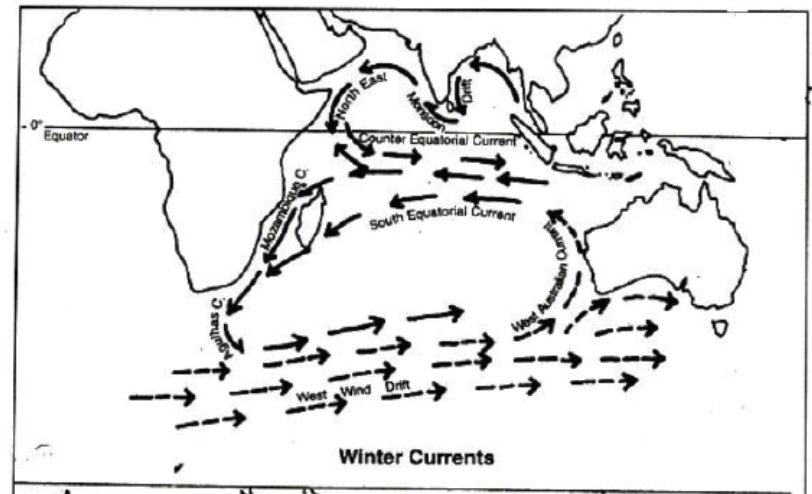 North East
Monsoon
Drift
0°
Equator
Counter Equatorial Current
Mozambique C.
South Equatorial Current
West Australian Current
Agulhas C.
West Wind Drift
Winter Currents